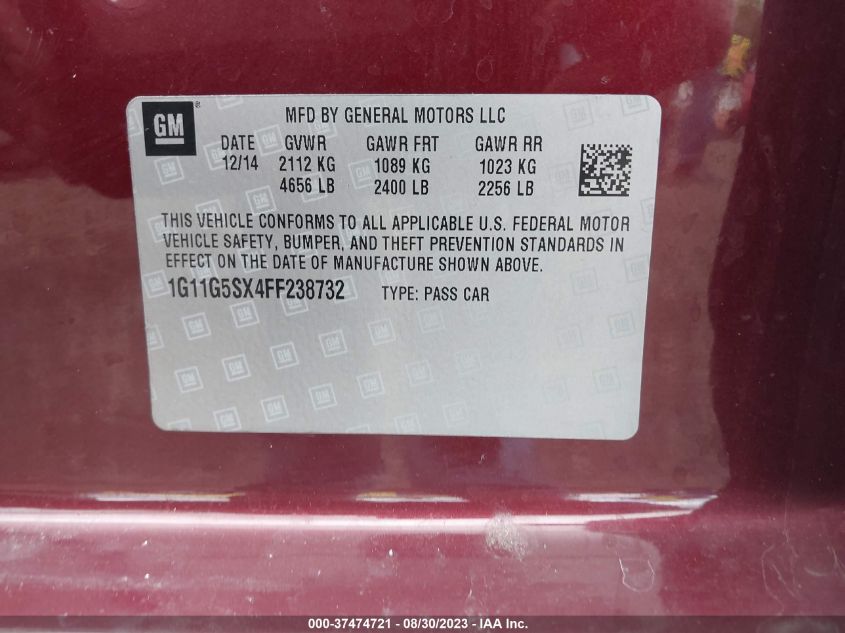 GM ®
MFD BY GENERAL MOTORS LLC
DATE GVWR GAWR FRT GAWR RR
12/14 2112 KG 1089 KG 1023 KG
4656 LB 2400 LB 2256 LB
THIS VEHICLE CONFORMS TO ALL APPLICABLE U.S. FEDERAL MOTOR
VEHICLE SAFETY, BUMPER, AND THEFT PREVENTION STANDARDS IN
EFFECT ON THE DATE OF MANUFACTURE SHOWN ABOVE.
1G11G5SX4FF238732 TYPE: PASS CAR
000-37474721 - 08/30/2023 - IAA Inc.